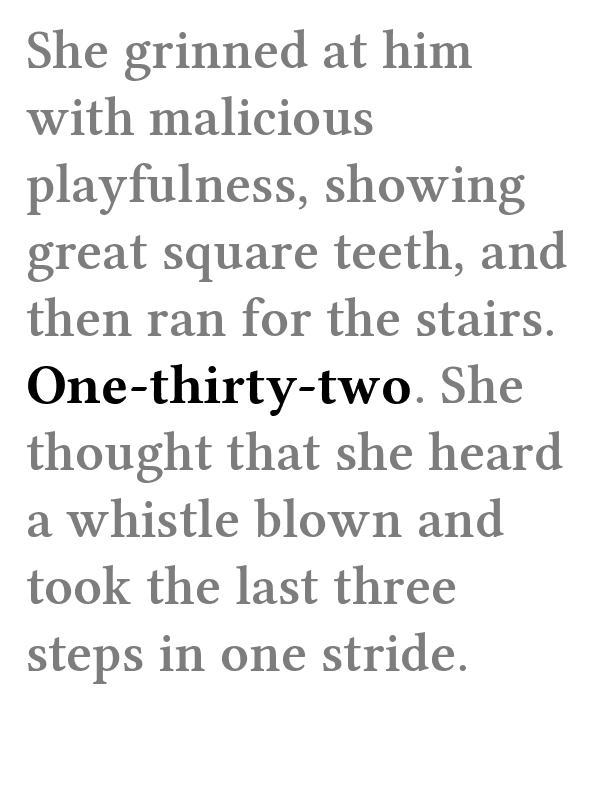 She grinned at him
with malicious
playfulness, showing
great square teeth, and
then ran for the stairs.
One-thirty-two. She
thought that she heard
a whistle blown and
took the last three
steps in one stride.